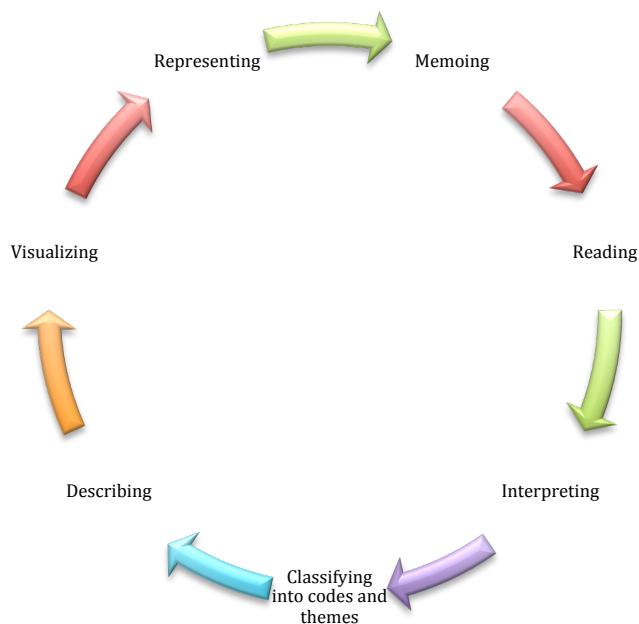 Representing
Memoing
Visualizing
Reading
Describing
Interpreting
Classifying
into codes and
themes